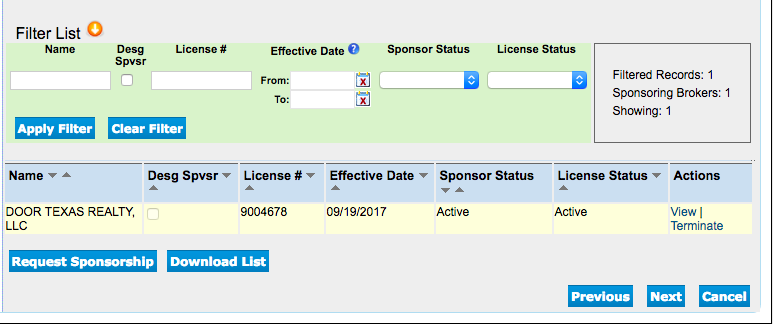 Filter List
Name Desg Spvsr License # Effective Date ? Sponsor Status License Status
From:
To:
Apply Filter Clear Filter
Filtered Records: 1
Sponsoring Brokers: 1
Showing: 1
Name Desg Spvsr License # Effective Date Sponsor Status License Status Actions
DOOR TEXAS REALTY, 9004678 09/19/2017 Active Active View |
LLC Terminate
Request Sponsorship Download List
Previous Next Cancel